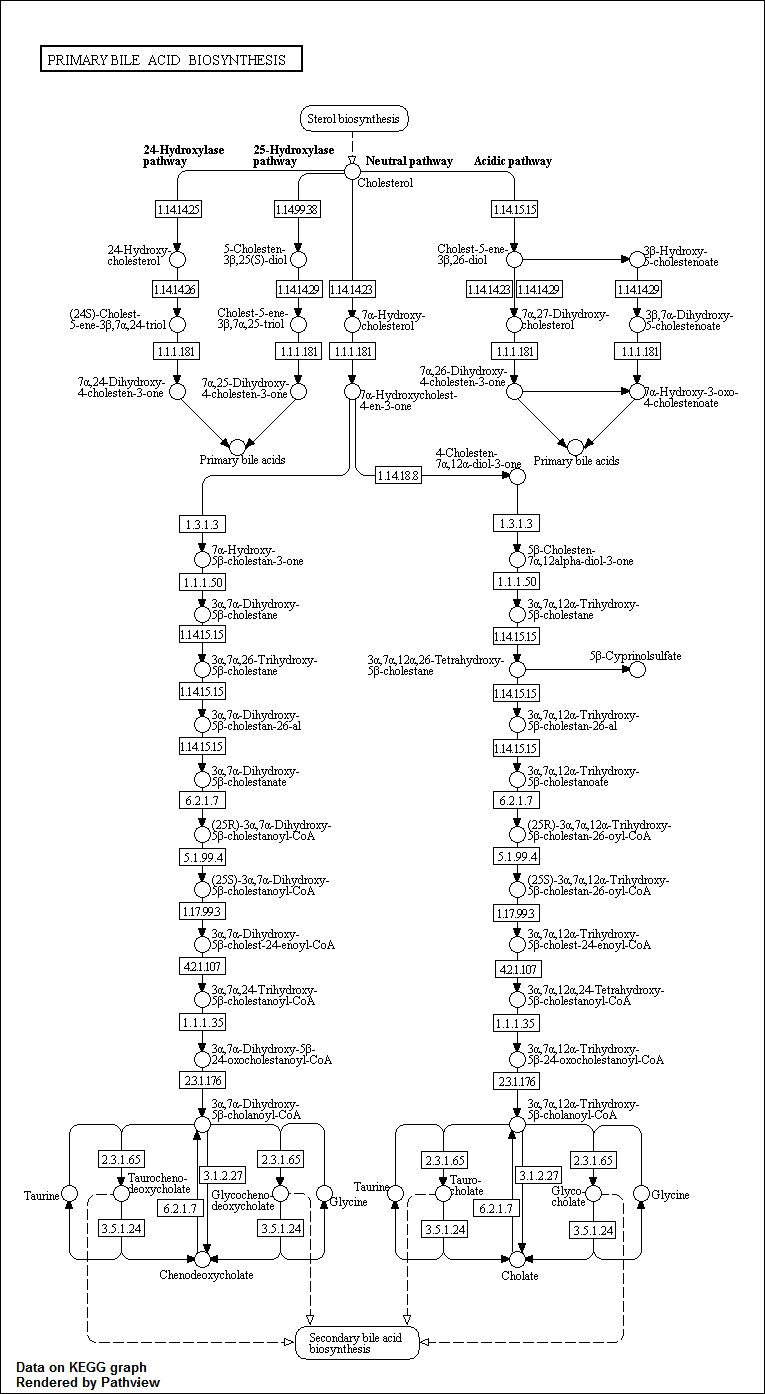 PRIMARY BILE ACID BIOSYNTHESIS
Sterol biosynthesis
24-Hydroxylase
pathway
25-Hydroxylase
pathway
Neutral pathway
Acidic pathway
Cholesterol
1.14.14.25
1.14.99.38
1.14.15.15
24-Hydroxy-
cholesterol
5-Cholesten-
3β,25(S)-diol
Cholest-5-ene-
3β,26-diol
3β-Hydroxy-
5-cholestenoate
1.14.14.26
1.14.14.29
1.14.14.23
1.14.14.23
1.14.14.29
1.14.14.29
(24S)-Cholest-
5-ene-3β,7α,24-triol
Cholest-5-ene-
3β,7α,25-triol
7α-Hydroxy-
cholesterol
7α,27-Dihydroxy-
cholesterol
3β,7α-Dihydroxy-
5-cholestenoate
1.1.1.181
1.1.1.181
1.1.1.181
1.1.1.181
1.1.1.181
7α,24-Dihydroxy-
4-cholesten-3-one
7α,25-Dihydroxy-
4-cholesten-3-one
7α-Hydroxycholest-
4-en-3-one
7α,26-Dihydroxy-
4-cholesten-3-one
7α-Hydroxy-3-oxo-
4-cholestenoate
Primary bile acids
Primary bile acids
4-Cholesten-
7α,12α-diol-3-one
1.14.18.8
1.3.1.3
1.3.1.3
7α-Hydroxy-
5β-cholestan-3-one
5β-Cholesten-
7α,12alpha-diol-3-one
1.1.1.50
1.1.1.50
3α,7α-Dihydroxy-
5β-cholestane
3α,7α,12α-Trihydroxy-
5β-cholestane
1.14.15.15
1.14.15.15
3α,7α,26-Trihydroxy-
5β-cholestane
3α,7α,12α,26-Tetrahydroxy-
5β-cholestane
5β-Cyprinolsulfate
1.14.15.15
1.14.15.15
3α,7α-Dihydroxy-
5β-cholestan-26-al
3α,7α,12α-Trihydroxy-
5β-cholestan-26-al
1.14.15.15
1.14.15.15
3α,7α-Dihydroxy-
5β-cholestanate
3α,7α,12α-Trihydroxy-
5β-cholestanoate
6.2.1.7
6.2.1.7
(25R)-3α,7α-Dihydroxy-
5β-cholestanoyl-CoA
(25R)-3α,7α,12α-Trihydroxy-
5β-cholestan-26-oyl-CoA
5.1.99.4
5.1.99.4
(25S)-3α,7α-Dihydroxy-
5β-cholestanoyl-CoA
(25S)-3α,7α,12α-Trihydroxy-
5β-cholestan-26-oyl-CoA
1.17.99.3
1.17.99.3
3α,7α-Dihydroxy-
5β-cholest-24-enoyl-CoA
3α,7α,12α-Trihydroxy-
5β-cholest-24-enoyl-CoA
4.2.1.107
4.2.1.107
3α,7α,24-Trihydroxy-
5β-cholestanoyl-CoA
3α,7α,12α,24-Tetrahydroxy-
5β-cholestanoyl-CoA
1.1.1.35
1.1.1.35
3α,7α-Dihydroxy-5β-
24-oxocholestanoyl-CoA
3α,7α,12α-Trihydroxy-
5β-24-oxocholestanoyl-CoA
2.3.1.176
2.3.1.176
3α,7α-Dihydroxy-
5β-cholanoyl-CoA
3α,7α,12α-Trihydroxy-
5β-cholanoyl-CoA
2.3.1.65
2.3.1.65
2.3.1.65
2.3.1.65
3.1.2.27
3.1.2.27
Taurine
Taurocheno-
deoxycholate
Glycocheno-
deoxycholate
Glycine
Taurine
Tauro-
cholate
Glyco-
cholate
Glycine
6.2.1.7
6.2.1.7
3.5.1.24
3.5.1.24
3.5.1.24
3.5.1.24
Chenodeoxycholate
Cholate
Secondary bile acid
biosynthesis
Data on KEGG graph
Rendered by Pathview